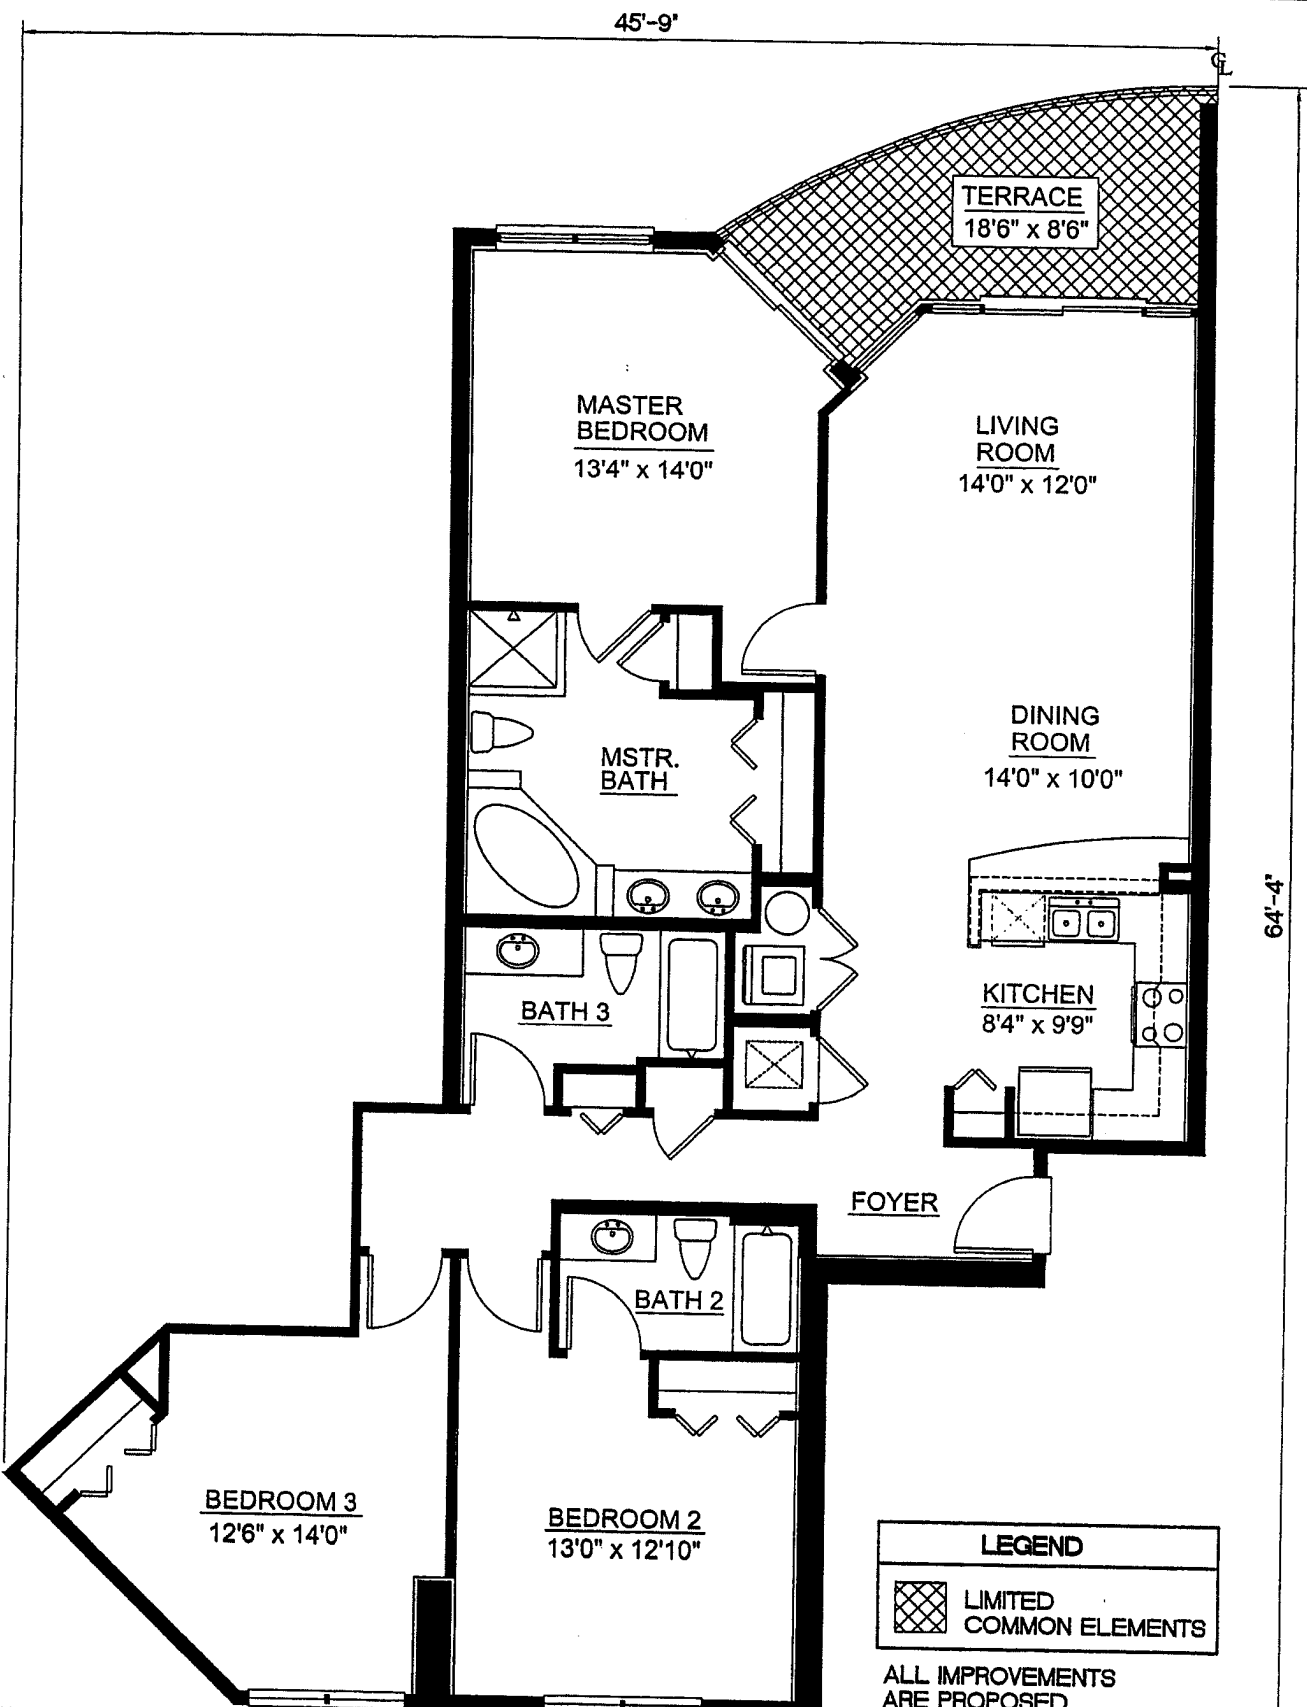 45'-9"
CL
TERRACE
18'6" x 8'6"
MASTER
BEDROOM
13'4" x 14'0"
LIVING
ROOM
14'0" x 12'0"
DINING
ROOM
14'0" x 10'0"
MSTR.
BATH
64'-4"
KITCHEN
8'4" x 9'9"
BATH 3
FOYER
BATH 2
BEDROOM 3
12'6" x 14'0"
BEDROOM 2
13'0" x 12'10"
LEGEND
LIMITED
COMMON ELEMENTS
ALL IMPROVEMENTS
ARE PROPOSED